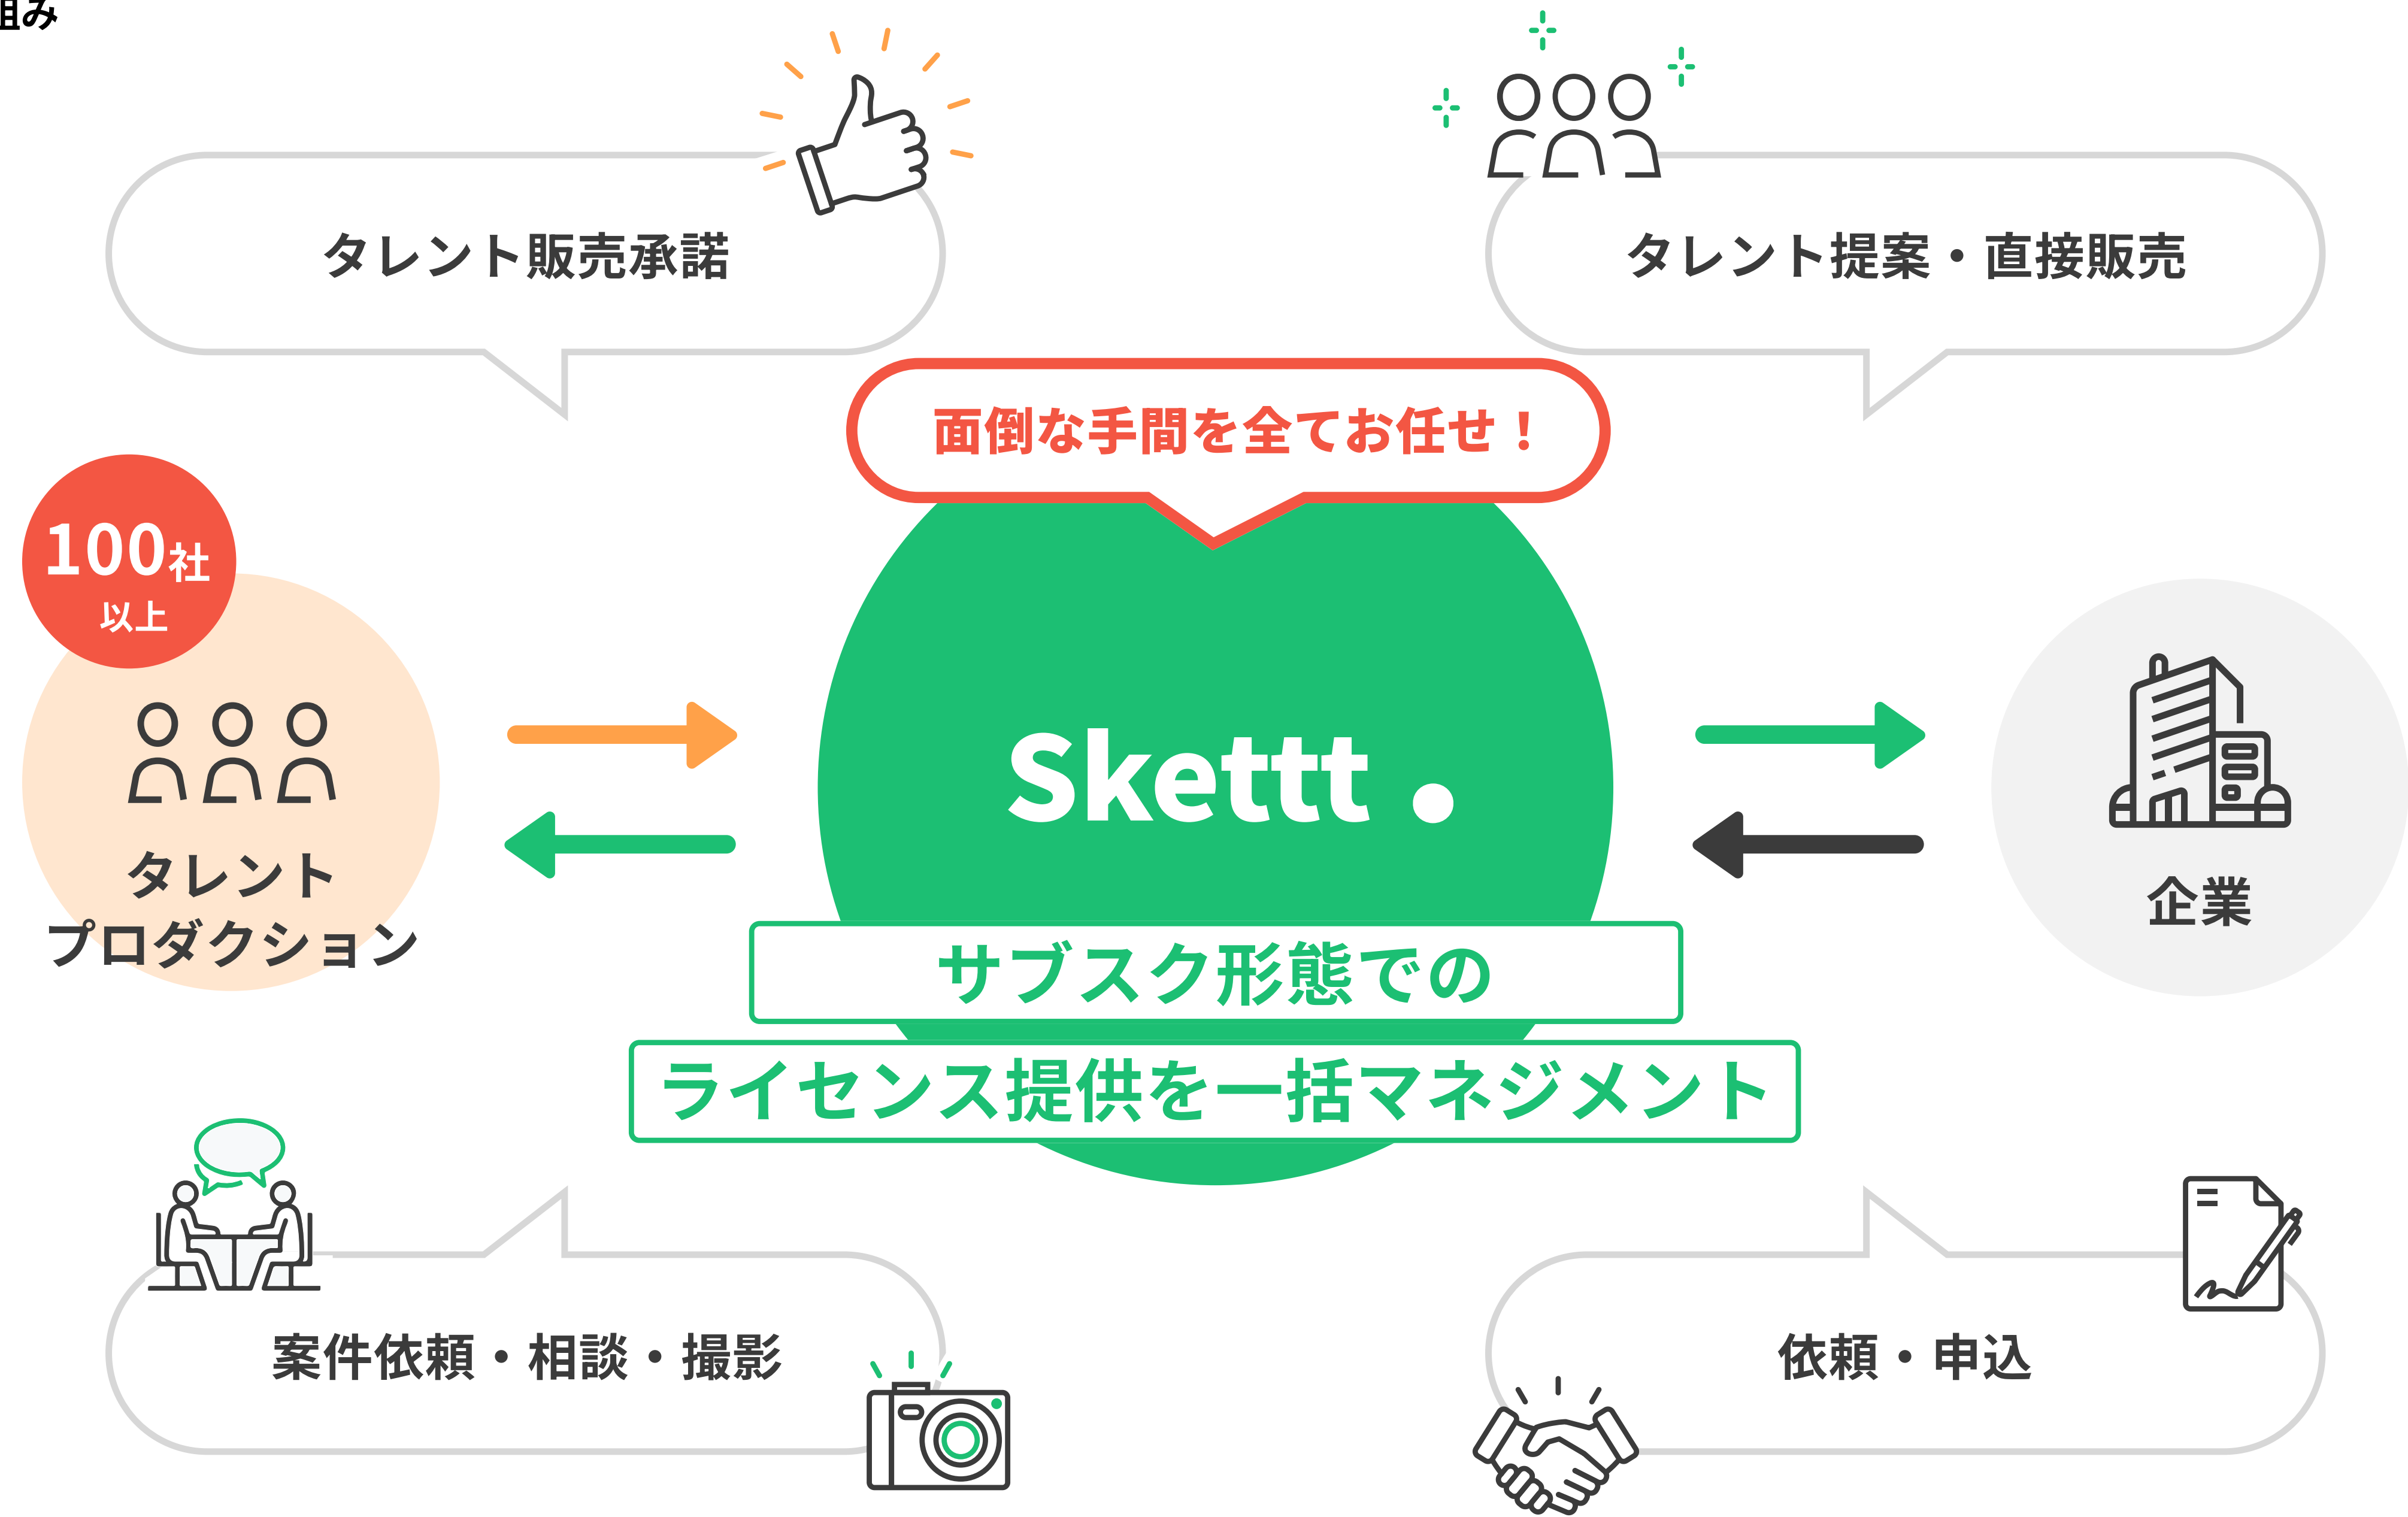 組み
タレント販売承諾
タレント提案・直接販売
面倒な手間を全てお任せ！
100社
以上
Skettt.
タレント
プロダクション
企業
サブスク形態での
ライセンス提供を一括マネジメント
案件依頼・相談・撮影
依頼・申込